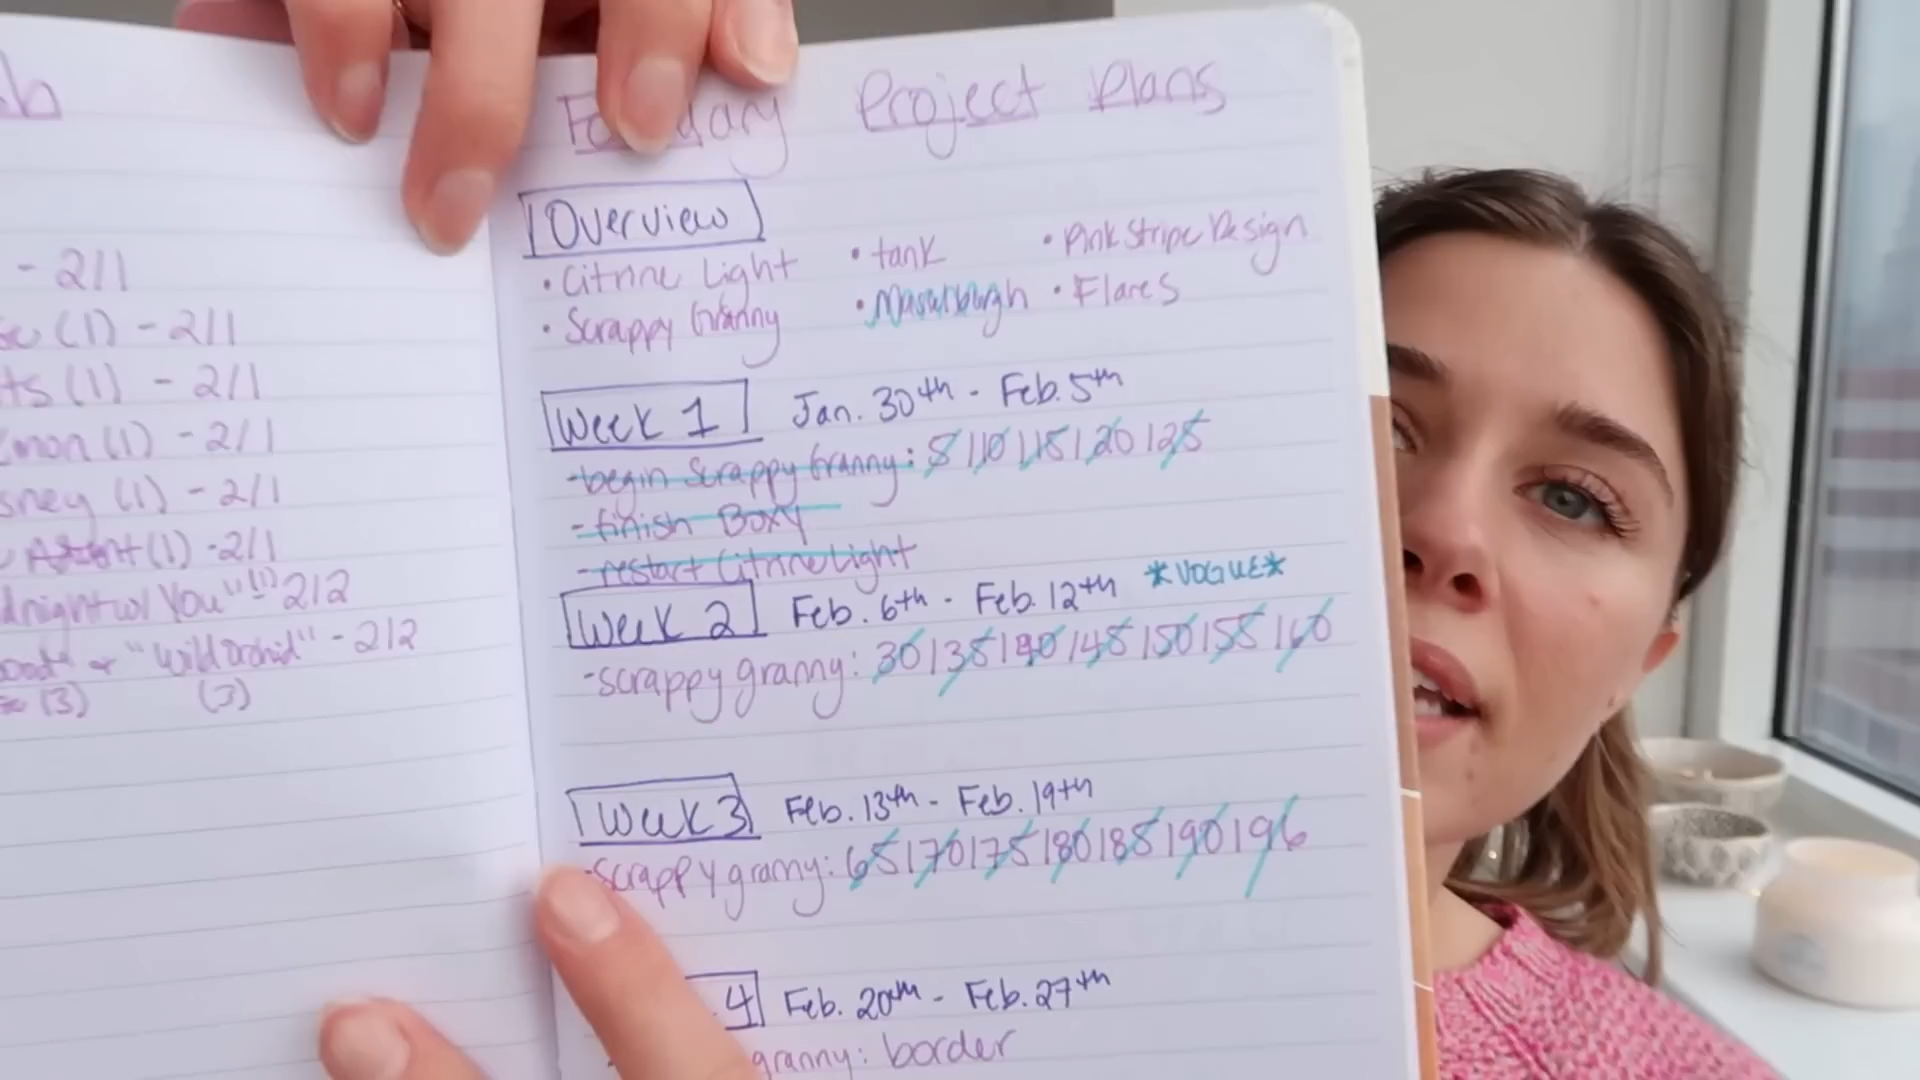 - 2/1
(1) - 2/1
(1) - 2/1
(1) - 2/1
(1) - 2/1
(1) - 2/1
You" (1) 2/2
"Wild Orchid" - 2/2
(3) (3)
Project Plans
Overview
• Citrine Light • tank • Pink Stripe Design
• Scrappy Granny • Flares
Week 1 Jan. 30th - Feb. 5th
- begin Scrappy Granny: 5 | 10 | 15 | 20 | 25
- finish Boxy
- restart Citrine Light
Week 2 Feb. 6th - Feb. 12th *VOGUE*
- scrappy granny: 30 | 35 | 40 | 45 | 50 | 55 | 60
Week 3 Feb. 13th - Feb. 19th
- scrappy granny: 65 | 70 | 75 | 80 | 85 | 90 | 96
4 Feb. 20th - Feb. 27th
granny: border